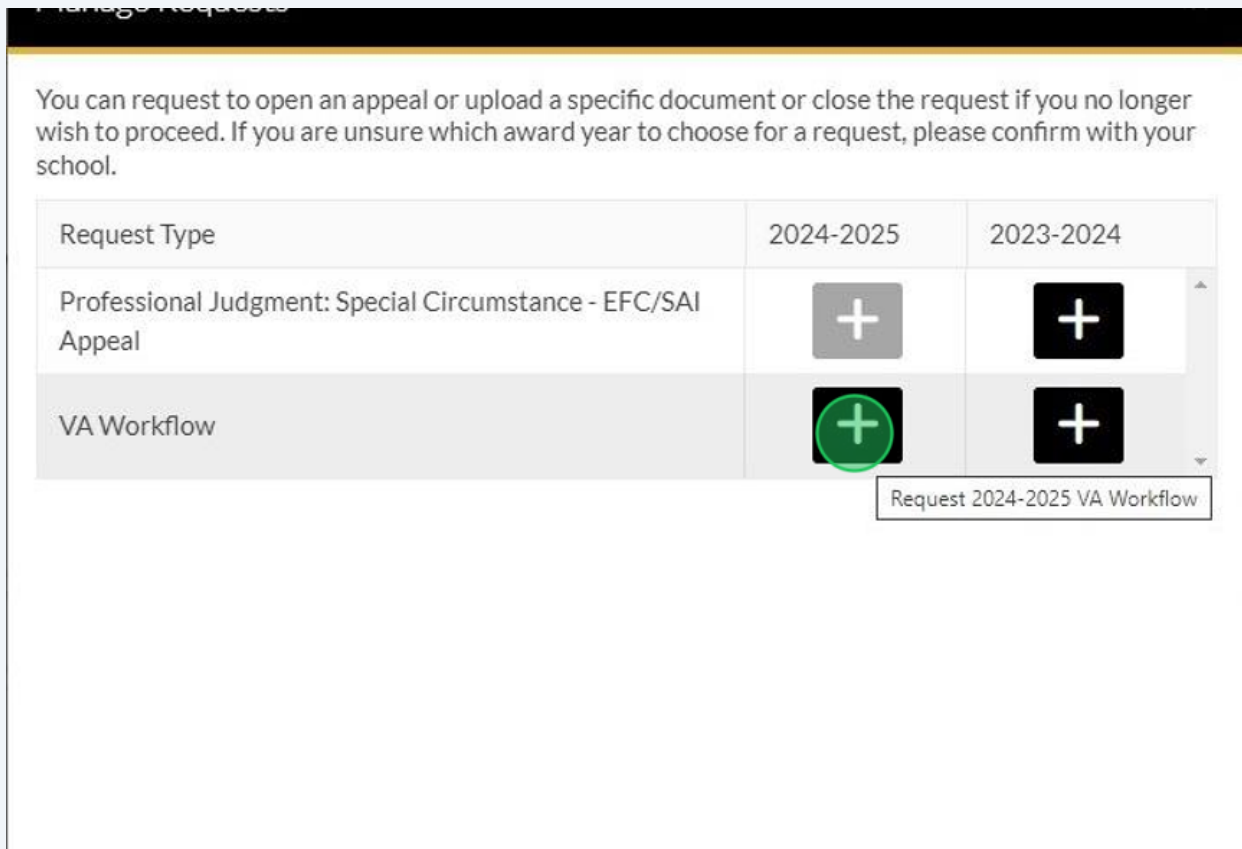 Manage Requests
You can request to open an appeal or upload a specific document or close the request if you no longer
wish to proceed. If you are unsure which award year to choose for a request, please confirm with your
school.
Request Type 2024-2025 2023-2024
Professional Judgment: Special Circumstance - EFC/SAI
Appeal
VA Workflow
Request 2024-2025 VA Workflow